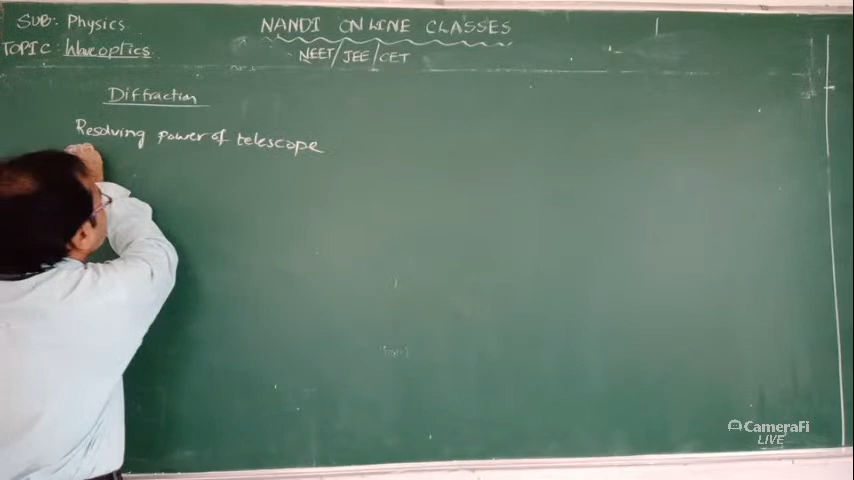 SUB: Physics
NANDI ONLINE CLASSES
TOPIC: Waveoptics
NEET/JEE/CET
Diffraction
Resolving power of telescope
CameraFi
LIVE